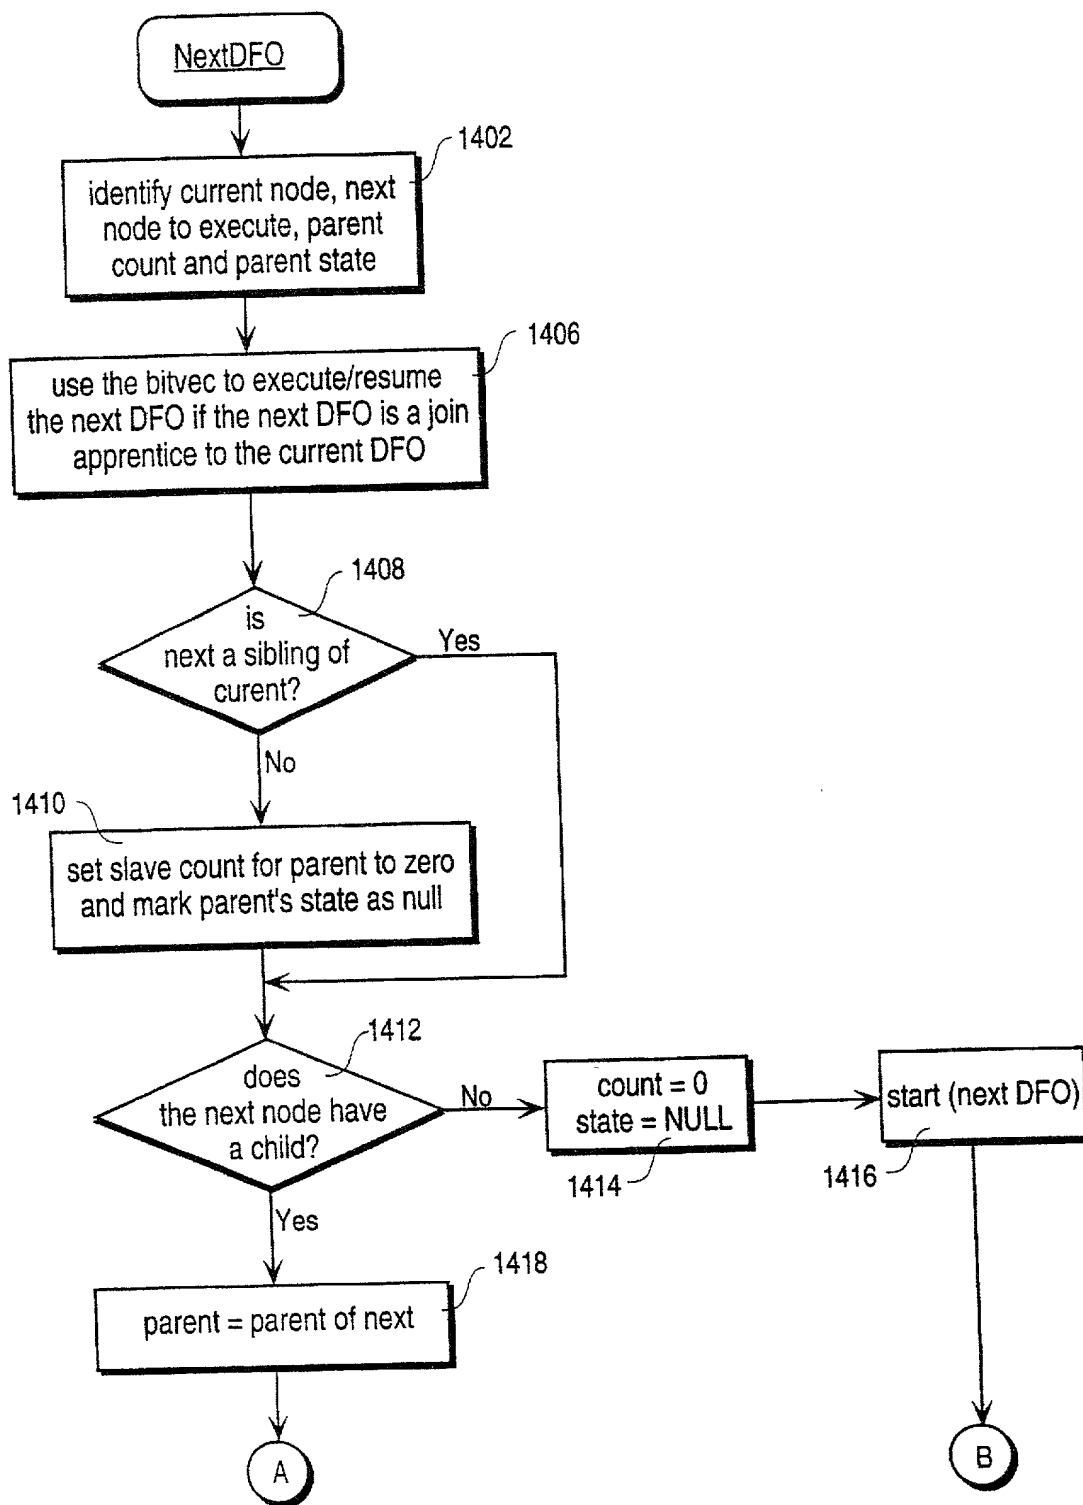 NextDFO
1402
identify current node, next
node to execute, parent
count and parent state
1406
use the bitvec to execute/resume
the next DFO if the next DFO is a join
apprentice to the current DFO
1408
is
next a sibling of
curent?
Yes
No
1410
set slave count for parent to zero
and mark parent's state as null
1412
does
the next node have
a child?
No
count = 0
state = NULL
1414
start (next DFO)
1416
Yes
1418
parent = parent of next
A
B